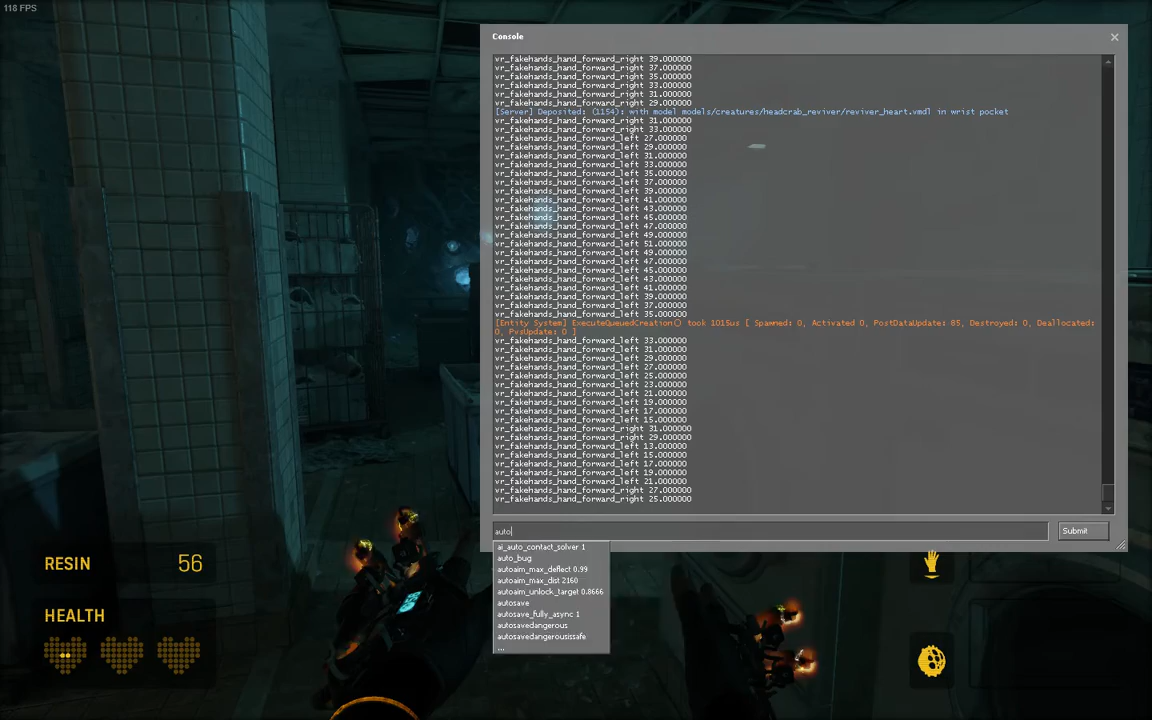 118 FPS
Console
vr_fakehands_hand_forward_right 39.000000
vr_fakehands_hand_forward_right 37.000000
vr_fakehands_hand_forward_right 35.000000
vr_fakehands_hand_forward_right 33.000000
vr_fakehands_hand_forward_right 31.000000
vr_fakehands_hand_forward_right 29.000000
[Server] Deposited: (1154): with model models/creatures/headcrab_reviver/reviver_heart.vmdl in wrist pocket
vr_fakehands_hand_forward_right 31.000000
vr_fakehands_hand_forward_right 33.000000
vr_fakehands_hand_forward_left 27.000000
vr_fakehands_hand_forward_left 29.000000
vr_fakehands_hand_forward_left 31.000000
vr_fakehands_hand_forward_left 33.000000
vr_fakehands_hand_forward_left 35.000000
vr_fakehands_hand_forward_left 37.000000
vr_fakehands_hand_forward_left 39.000000
vr_fakehands_hand_forward_left 41.000000
vr_fakehands_hand_forward_left 43.000000
vr_fakehands_hand_forward_left 45.000000
vr_fakehands_hand_forward_left 47.000000
vr_fakehands_hand_forward_left 49.000000
vr_fakehands_hand_forward_left 51.000000
vr_fakehands_hand_forward_left 49.000000
vr_fakehands_hand_forward_left 47.000000
vr_fakehands_hand_forward_left 45.000000
vr_fakehands_hand_forward_left 43.000000
vr_fakehands_hand_forward_left 41.000000
vr_fakehands_hand_forward_left 39.000000
vr_fakehands_hand_forward_left 37.000000
vr_fakehands_hand_forward_left 35.000000
[Entity System] ExecuteQueuedCreation() took 1015us [ Spawned: 0, Activated 0, PostDataUpdate: 85, Destroyed: 0, Deallocated:
0, PvsUpdate: 0 ]
vr_fakehands_hand_forward_left 33.000000
vr_fakehands_hand_forward_left 31.000000
vr_fakehands_hand_forward_left 29.000000
vr_fakehands_hand_forward_left 27.000000
vr_fakehands_hand_forward_left 25.000000
vr_fakehands_hand_forward_left 23.000000
vr_fakehands_hand_forward_left 21.000000
vr_fakehands_hand_forward_left 19.000000
vr_fakehands_hand_forward_left 17.000000
vr_fakehands_hand_forward_left 15.000000
vr_fakehands_hand_forward_right 31.000000
vr_fakehands_hand_forward_right 29.000000
vr_fakehands_hand_forward_left 13.000000
vr_fakehands_hand_forward_left 15.000000
vr_fakehands_hand_forward_left 17.000000
vr_fakehands_hand_forward_left 19.000000
vr_fakehands_hand_forward_left 21.000000
vr_fakehands_hand_forward_right 27.000000
vr_fakehands_hand_forward_right 25.000000
auto
Submit
ai_auto_contact_solver 1
auto_bug
autoaim_max_deflect 0.99
autoaim_max_dist 2160
autoaim_unlock_target 0.8666
autosave
autosave_fully_async 1
autosavedangerous
autosavedangerousissafe
...
RESIN 56
HEALTH